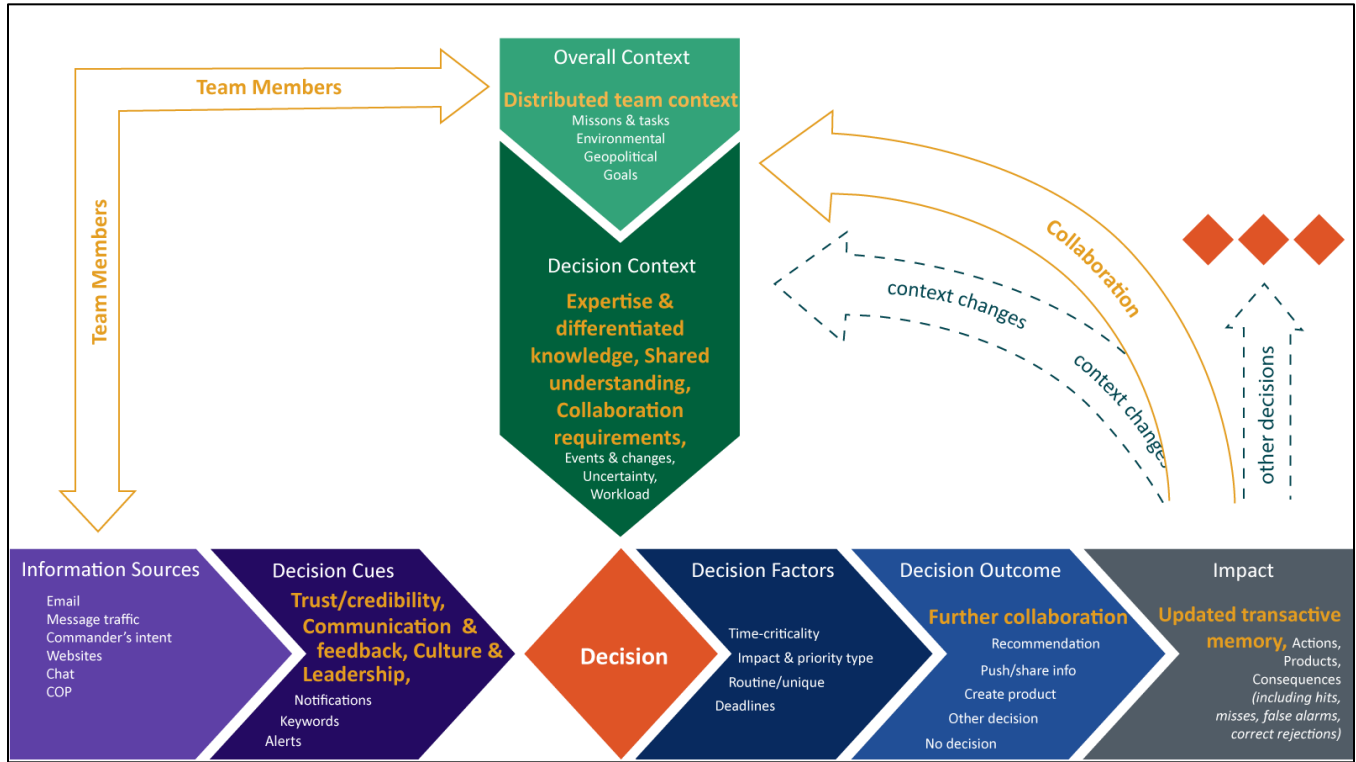 Overall Context
Distributed team context
Missons & tasks
Environmental
Geopolitical
Goals
Team Members
Team Members
Decision Context
Expertise &
differentiated
knowledge, Shared
understanding,
Collaboration
requirements,
Events & changes,
Uncertainty,
Workload
Collaboration
context changes
context changes
other decisions
Information Sources
Email
Message traffic
Commander's intent
Websites
Chat
COP
Decision Cues
Trust/credibility,
Communication &
feedback, Culture &
Leadership,
Notifications
Keywords
Alerts
Decision
Decision Factors
Time-criticality
Impact & priority type
Routine/unique
Deadlines
Decision Outcome
Further collaboration
Recommendation
Push/share info
Create product
Other decision
No decision
Impact
Updated transactive
memory, Actions,
Products,
Consequences
(including hits,
misses, false alarms,
correct rejections)